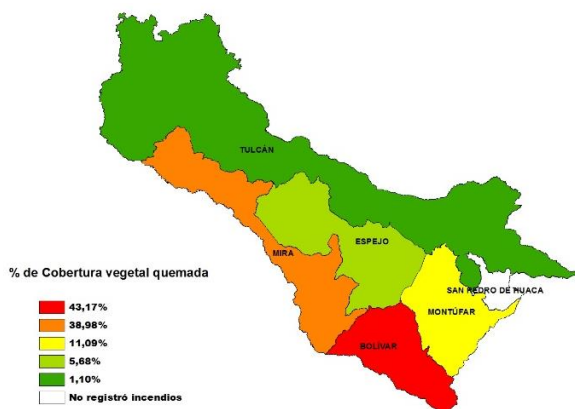 TULCÁN
ESPEJO
MIRA
SAN PEDRO DE HUACA
MONTÚFAR
BOLÍVAR
% de Cobertura vegetal quemada
43,17%
38,98%
11,09%
5,68%
1,10%
No registró incendios